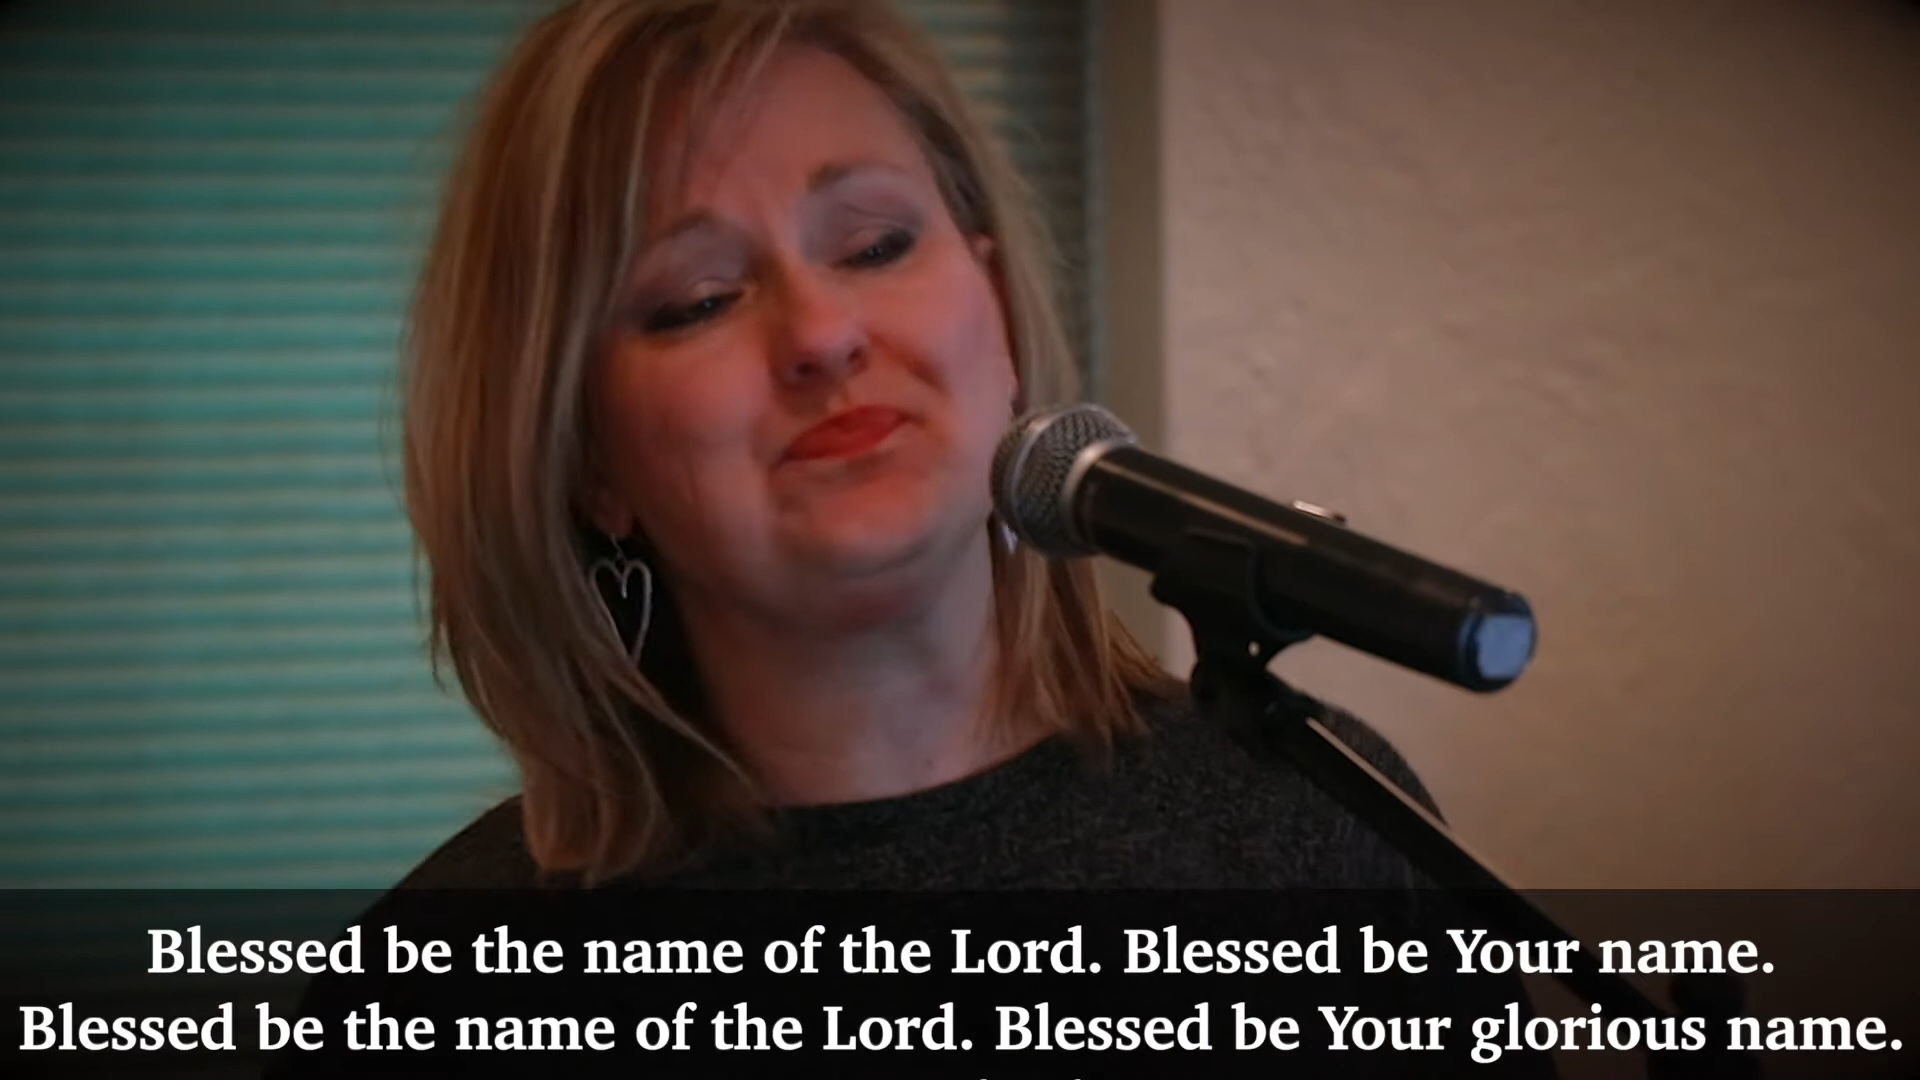 Blessed be the name of the Lord. Blessed be Your name.
Blessed be the name of the Lord. Blessed be Your glorious name.